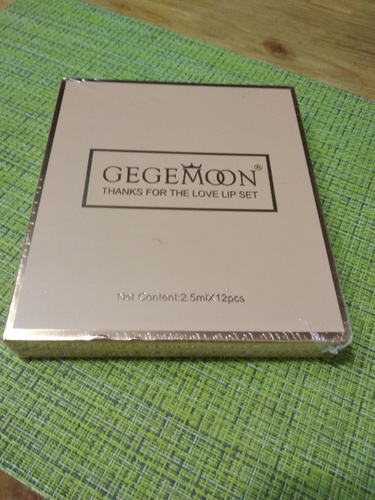 GEGEMOON®
THANKS FOR THE LOVE LIP SET
Net Content:2.5mlX12pcs